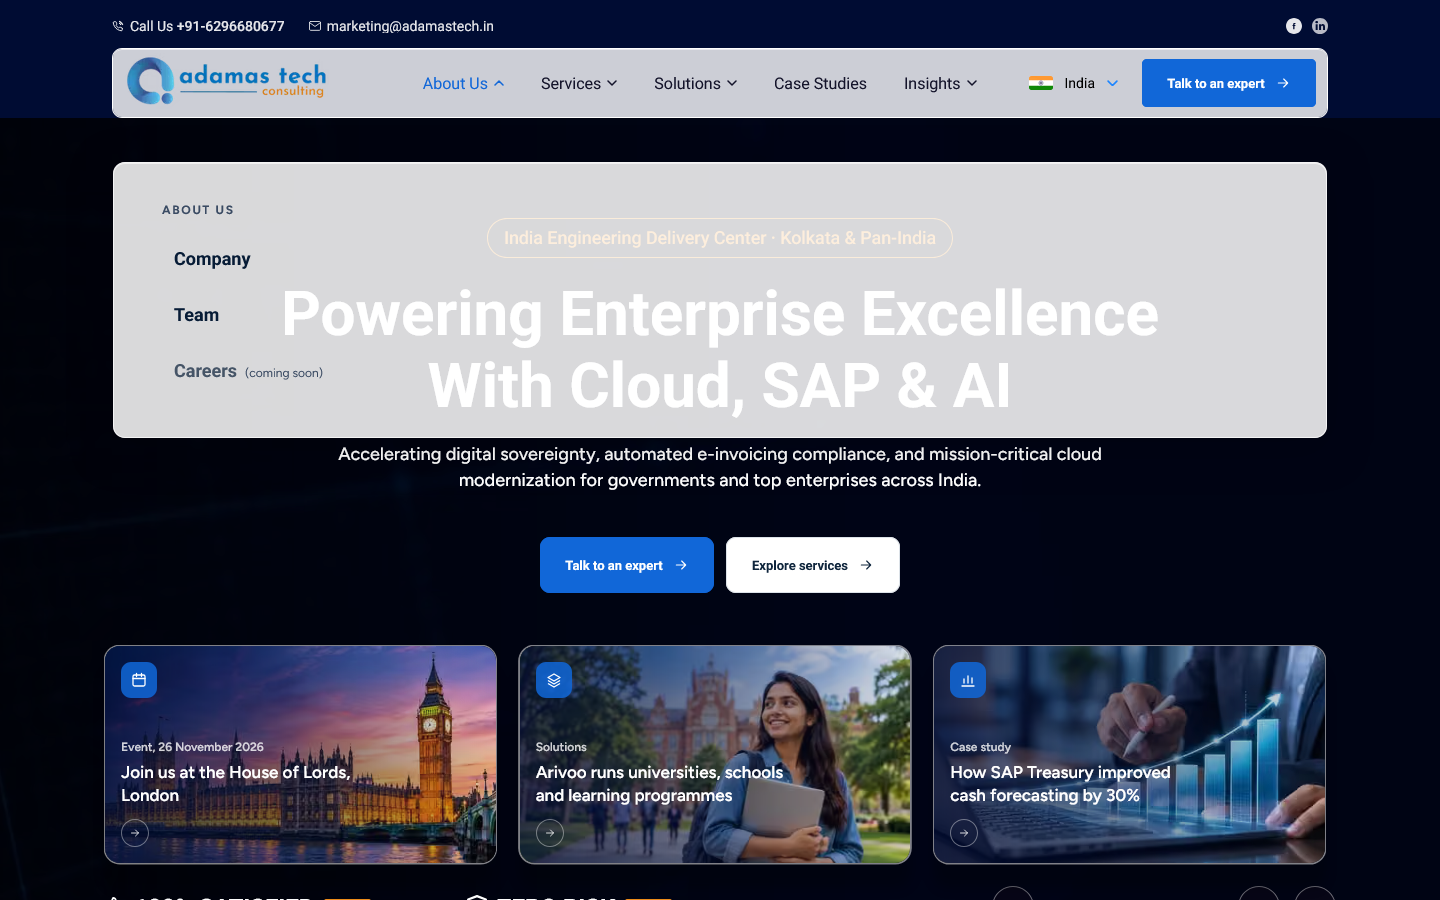 Call Us +91-6296680677
marketing@adamastech.in
adamas tech
consulting
About Us
Services
Solutions
Case Studies
Insights
India
Talk to an expert
ABOUT US
Company
Team
Careers (coming soon)
India Engineering Delivery Center · Kolkata & Pan-India
Powering Enterprise Excellence
With Cloud, SAP & AI
Accelerating digital sovereignty, automated e-invoicing compliance, and mission-critical cloud
modernization for governments and top enterprises across India.
Talk to an expert
Explore services
Event, 26 November 2026
Join us at the House of Lords,
London
Solutions
Arivoo runs universities, schools
and learning programmes
Case study
How SAP Treasury improved
cash forecasting by 30%